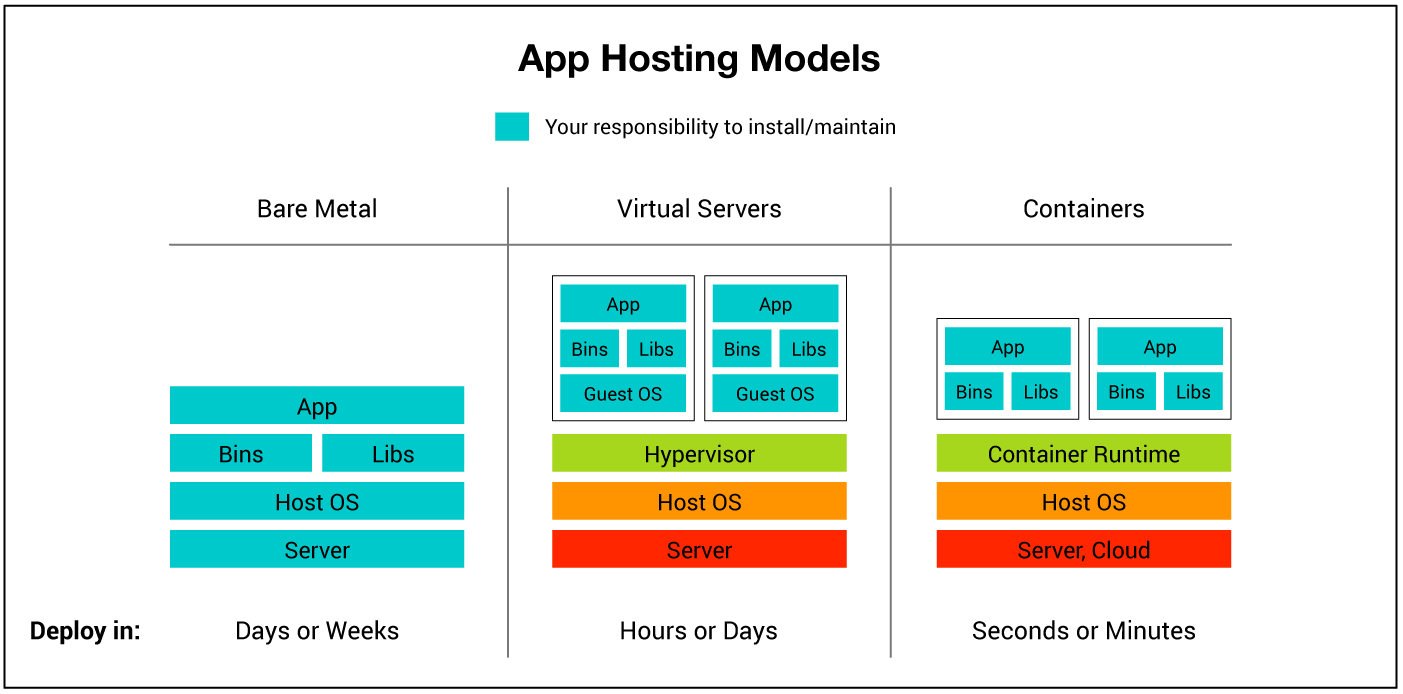 App Hosting Models
Your responsibility to install/maintain
Bare Metal
Virtual Servers
Containers
App
Bins Libs
Host OS
Server
App App
Bins Libs Bins Libs
Guest OS Guest OS
Hypervisor
Host OS
Server
App App
Bins Libs Bins Libs
Container Runtime
Host OS
Server, Cloud
Deploy in: Days or Weeks Hours or Days Seconds or Minutes